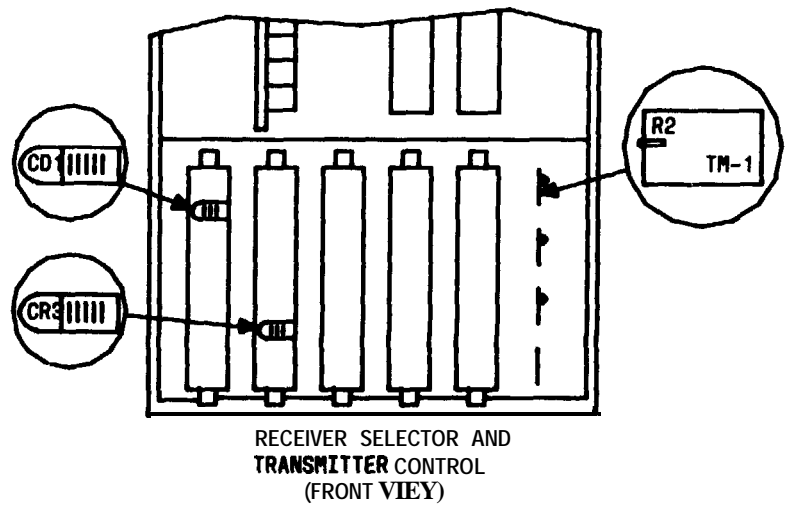 CD1
R2
TM-1
CR3
RECEIVER SELECTOR AND
TRANSMITTER CONTROL
(FRONT VIEY)